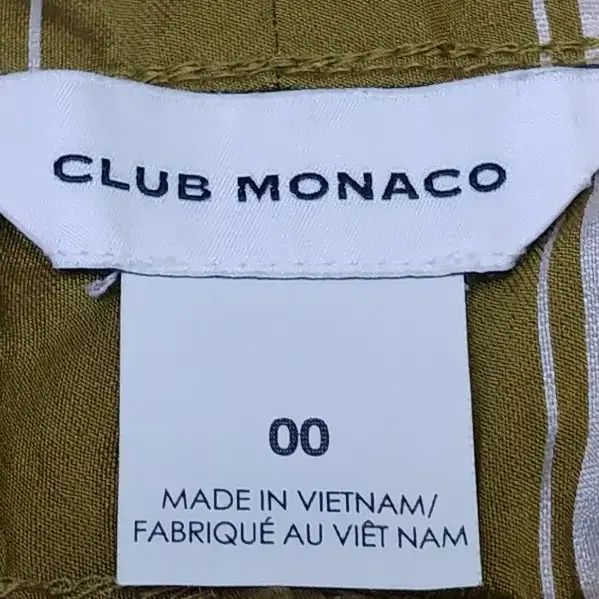 CLUB MONACO
00
MADE IN VIETNAM/
FABRIQUÉ AU VIÊT NAM